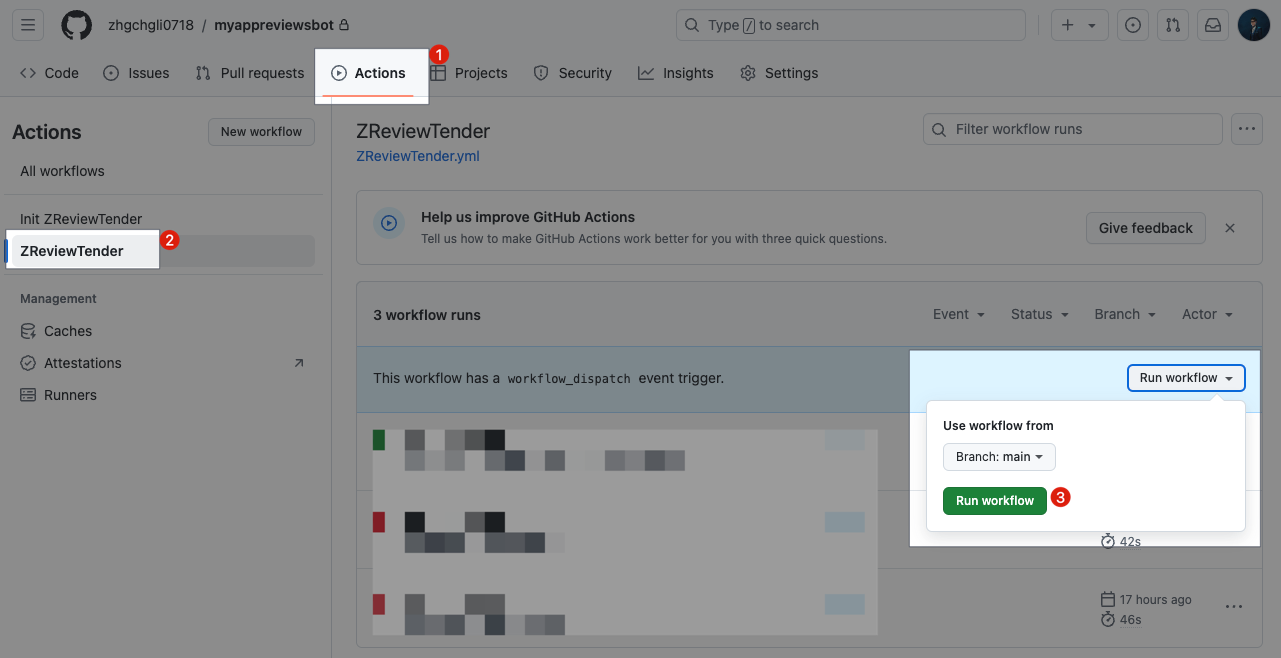 zhgchgli0718 / myappreviewsbot
Type / to search
Code
Issues
Pull requests
Actions
1
Projects
Security
Insights
Settings
Actions
New workflow
All workflows
Init ZReviewTender
ZReviewTender
2
Management
Caches
Attestations
Runners
ZReviewTender
ZReviewTender.yml
Filter workflow runs
Help us improve GitHub Actions
Tell us how to make GitHub Actions work better for you with three quick questions.
Give feedback
3 workflow runs
Event
Status
Branch
Actor
This workflow has a workflow_dispatch event trigger.
Run workflow
Use workflow from
Branch: main
Run workflow
3
42s
17 hours ago
46s